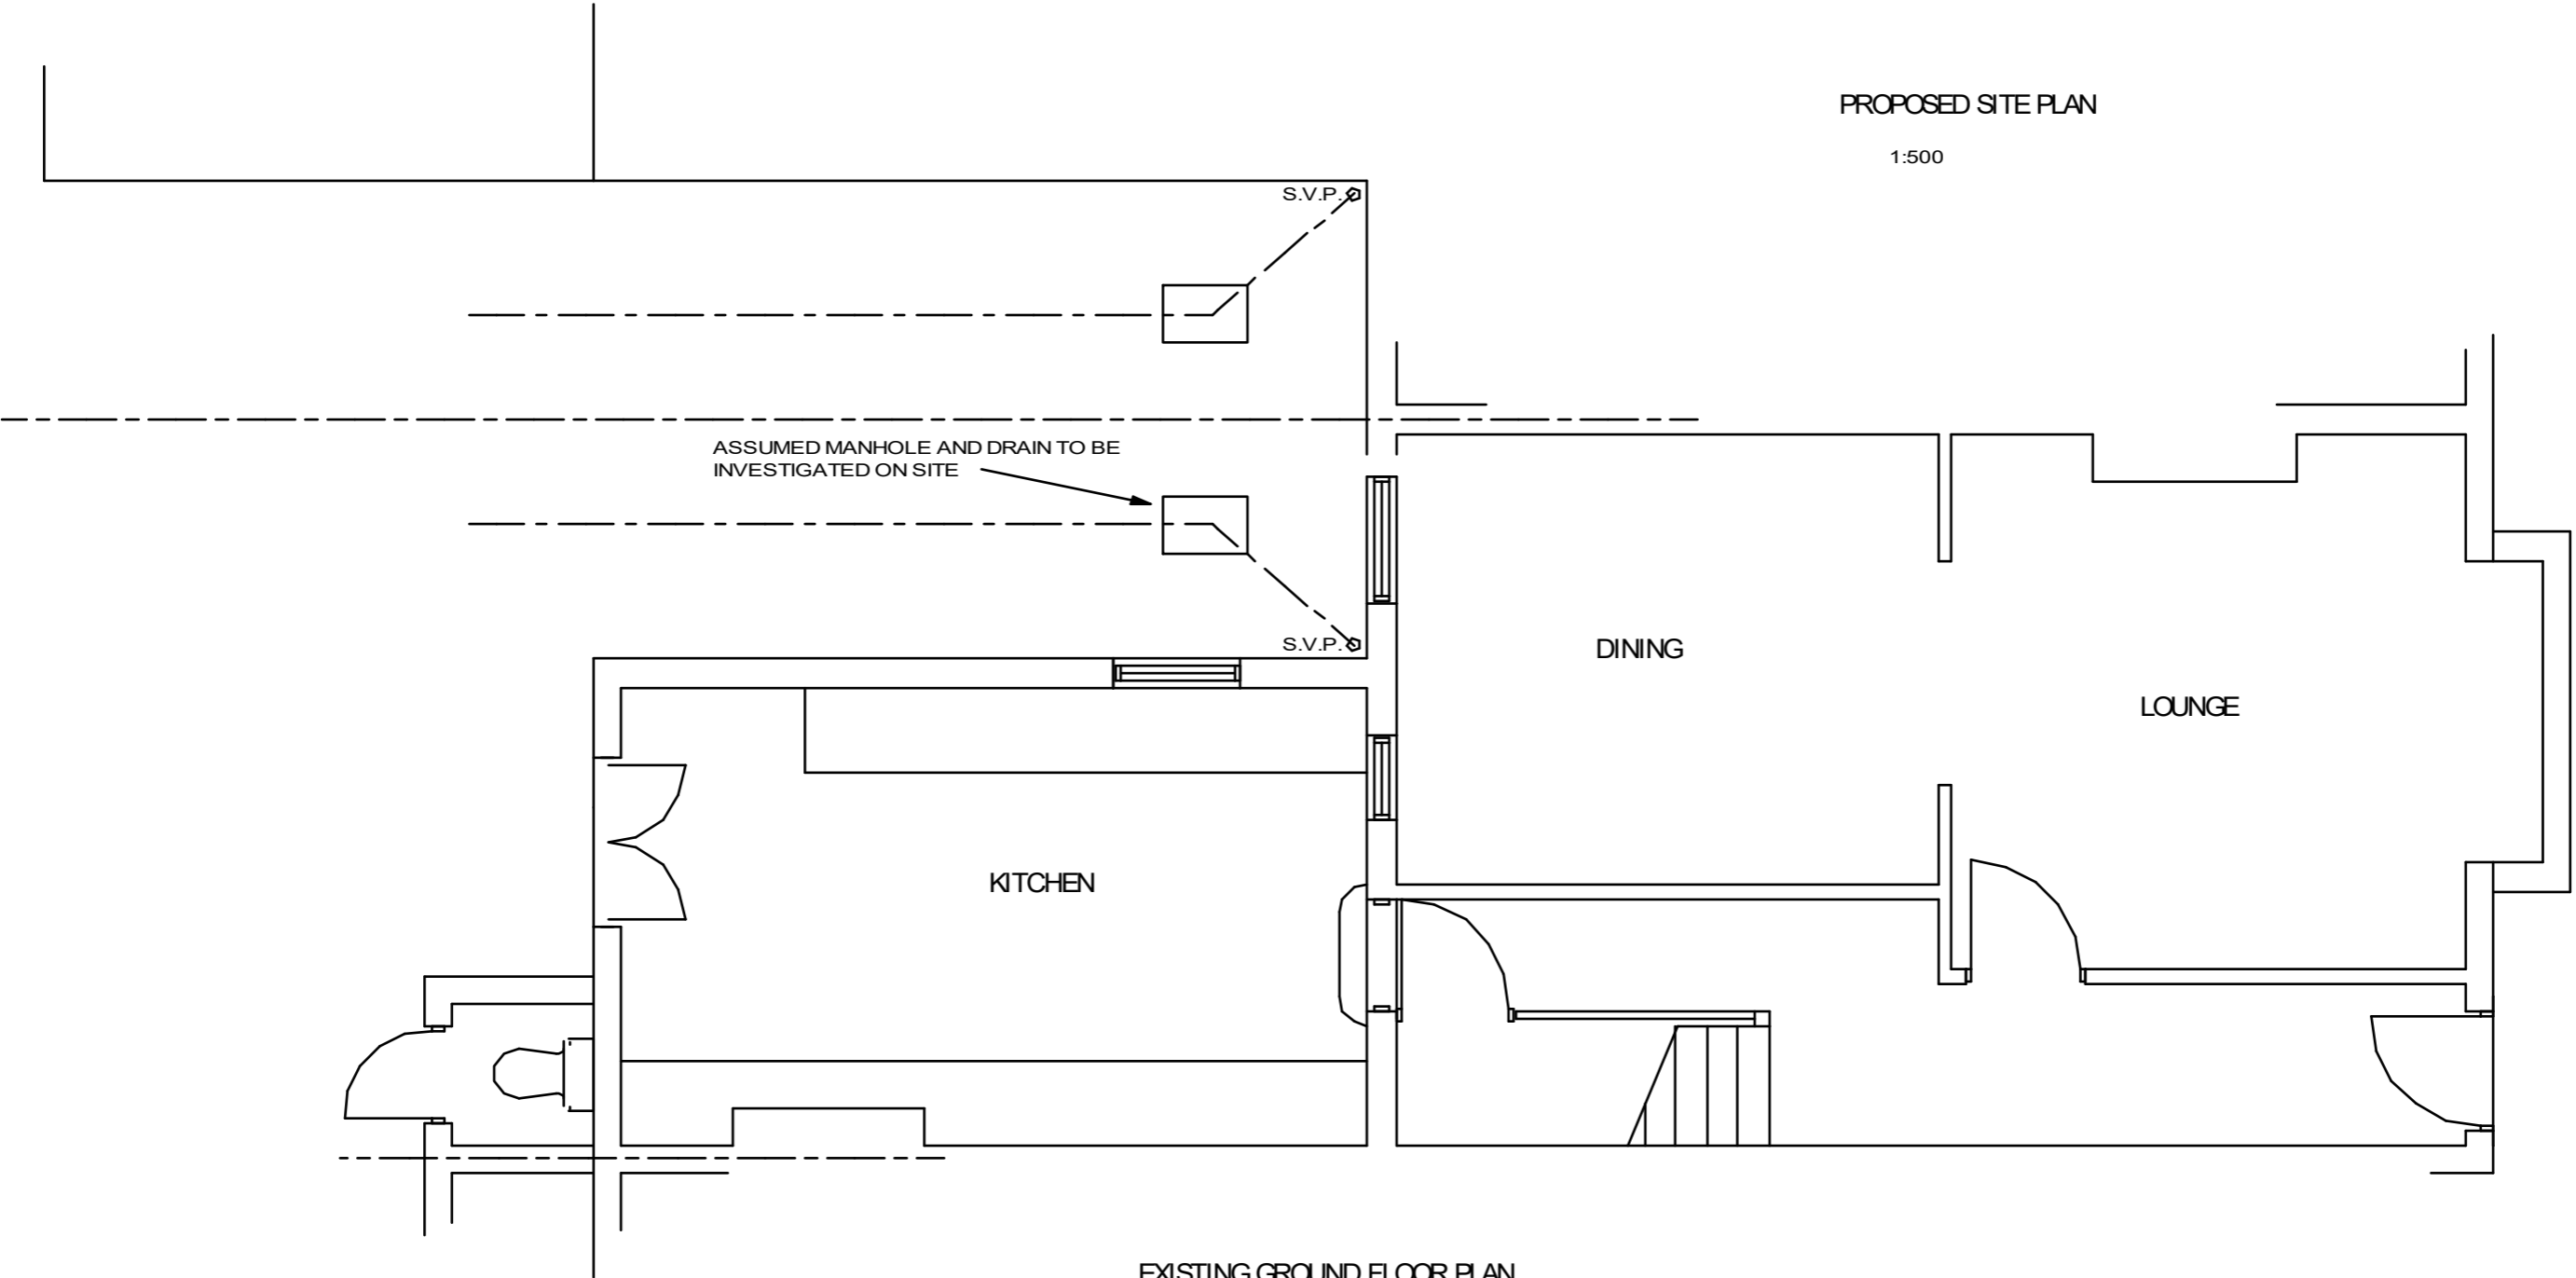 PROPOSED SITE PLAN
1:500
S.V.P.
ASSUMED MANHOLE AND DRAIN TO BE
INVESTIGATED ON SITE
S.V.P.
DINING
LOUNGE
KITCHEN
EXISTING GROUND FLOOR PLAN